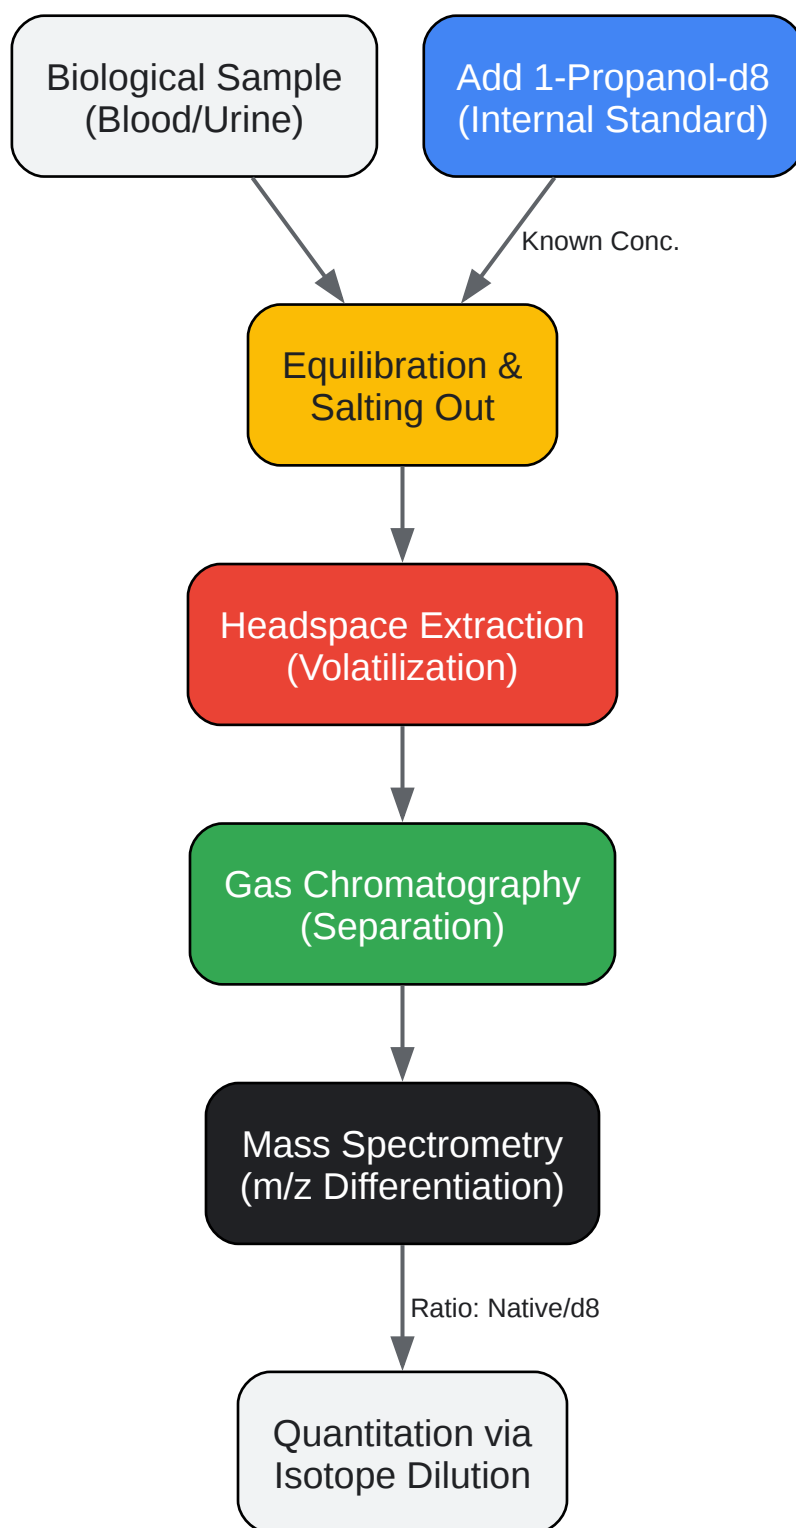 Biological Sample
(Blood/Urine)
Add 1-Propanol-d8
(Internal Standard)
Known Conc.
Equilibration &
Salting Out
Headspace Extraction
(Volatilization)
Gas Chromatography
(Separation)
Mass Spectrometry
(m/z Differentiation)
Ratio: Native/d8
Quantitation via
Isotope Dilution